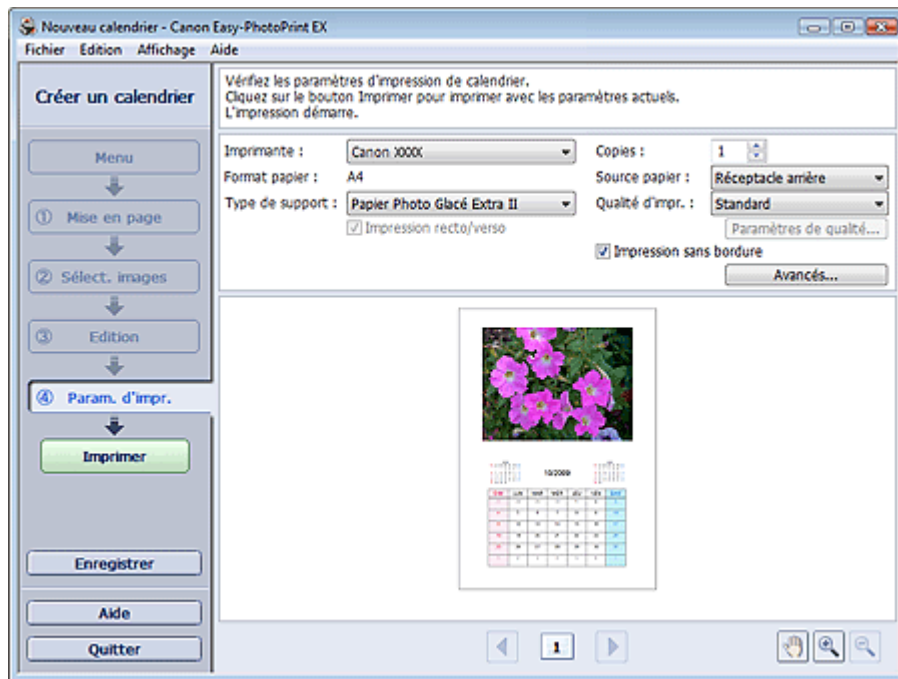 Nouveau calendrier - Canon Easy-PhotoPrint EX
Fichier Edition Affichage Aide
Créer un calendrier
Menu
① Mise en page
② Sélect. images
③ Edition
④ Param. d'impr.
Imprimer
Enregistrer
Aide
Quitter
Vérifiez les paramètres d'impression de calendrier.
Cliquez sur le bouton Imprimer pour imprimer avec les paramètres actuels.
L'impression démarre.
Imprimante : Canon XXXX
Format papier : A4
Type de support : Papier Photo Glacé Extra II
Impression recto/verso
Copies : 1
Source papier : Réceptacle arrière
Qualité d'impr. : Standard
Paramètres de qualité...
Impression sans bordure
Avancés...
10/2009
1